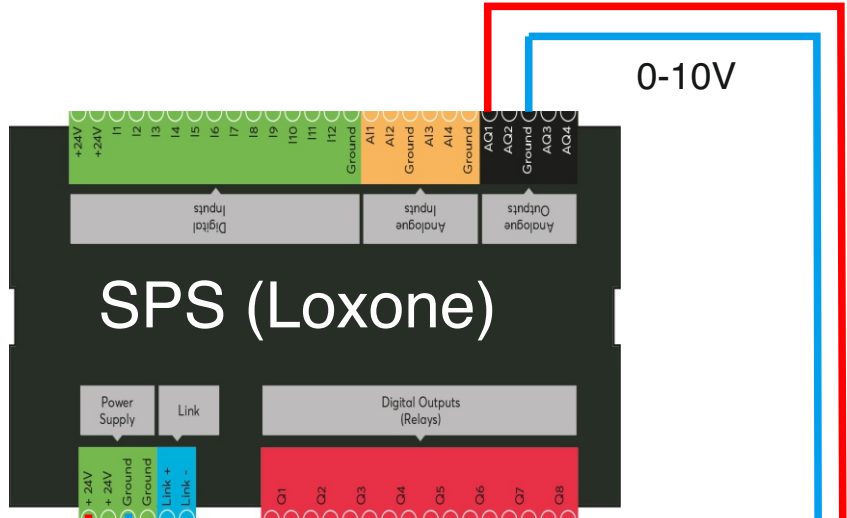 0-10V
+24V
+24V
I1
I2
I3
I4
I5
I6
I7
I8
I9
I10
I11
I12
Ground
AI1
AI2
Ground
AI3
AI4
Ground
AQ1
AQ2
Ground
AQ3
AQ4
Digital
Inputs
Analogue
Inputs
Analogue
Outputs
SPS (Loxone)
Power
Supply
Link
Digital Outputs
(Relays)
+ 24V
+ 24V
Ground
Ground
Link +
Link -
Q1
Q2
Q3
Q4
Q5
Q6
Q7
Q8